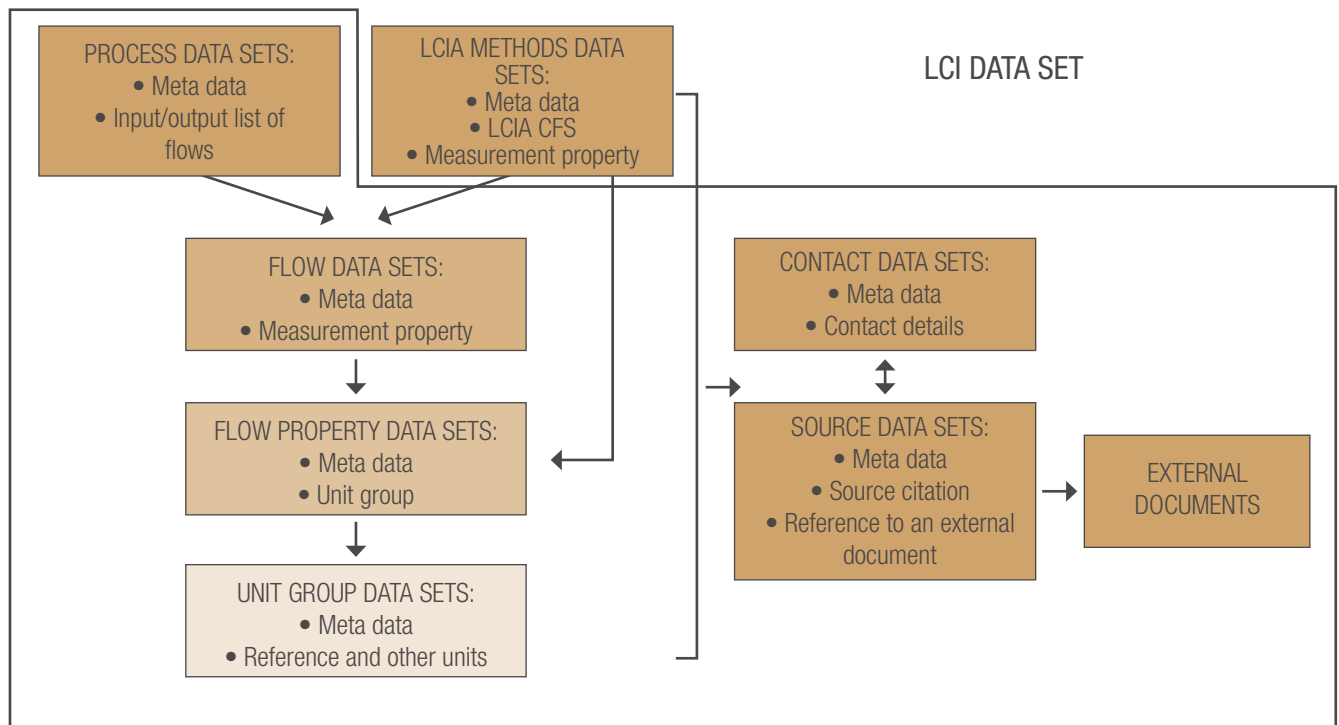 PROCESS DATA SETS:
• Meta data
• Input/output list of
flows
LCIA METHODS DATA
SETS:
• Meta data
• LCIA CFS
• Measurement property
LCI DATA SET
FLOW DATA SETS:
• Meta data
• Measurement property
CONTACT DATA SETS:
• Meta data
• Contact details
FLOW PROPERTY DATA SETS:
• Meta data
• Unit group
SOURCE DATA SETS:
• Meta data
• Source citation
• Reference to an external
document
EXTERNAL
DOCUMENTS
UNIT GROUP DATA SETS:
• Meta data
• Reference and other units